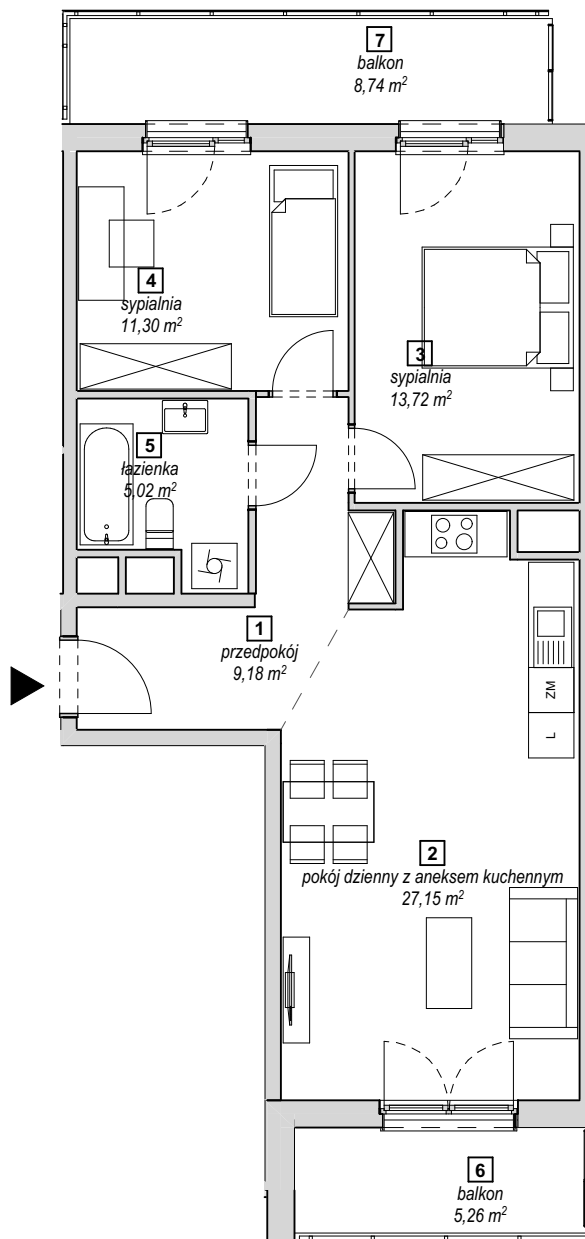 7
balkon
8,74 m²
4
sypialnia
11,30 m²
3
sypialnia
13,72 m²
5
łazienka
5,02 m²
1
przedpokój
9,18 m²
ZM
L
2
pokój dzienny z aneksem kuchennym
27,15 m²
6
balkon
5,26 m²